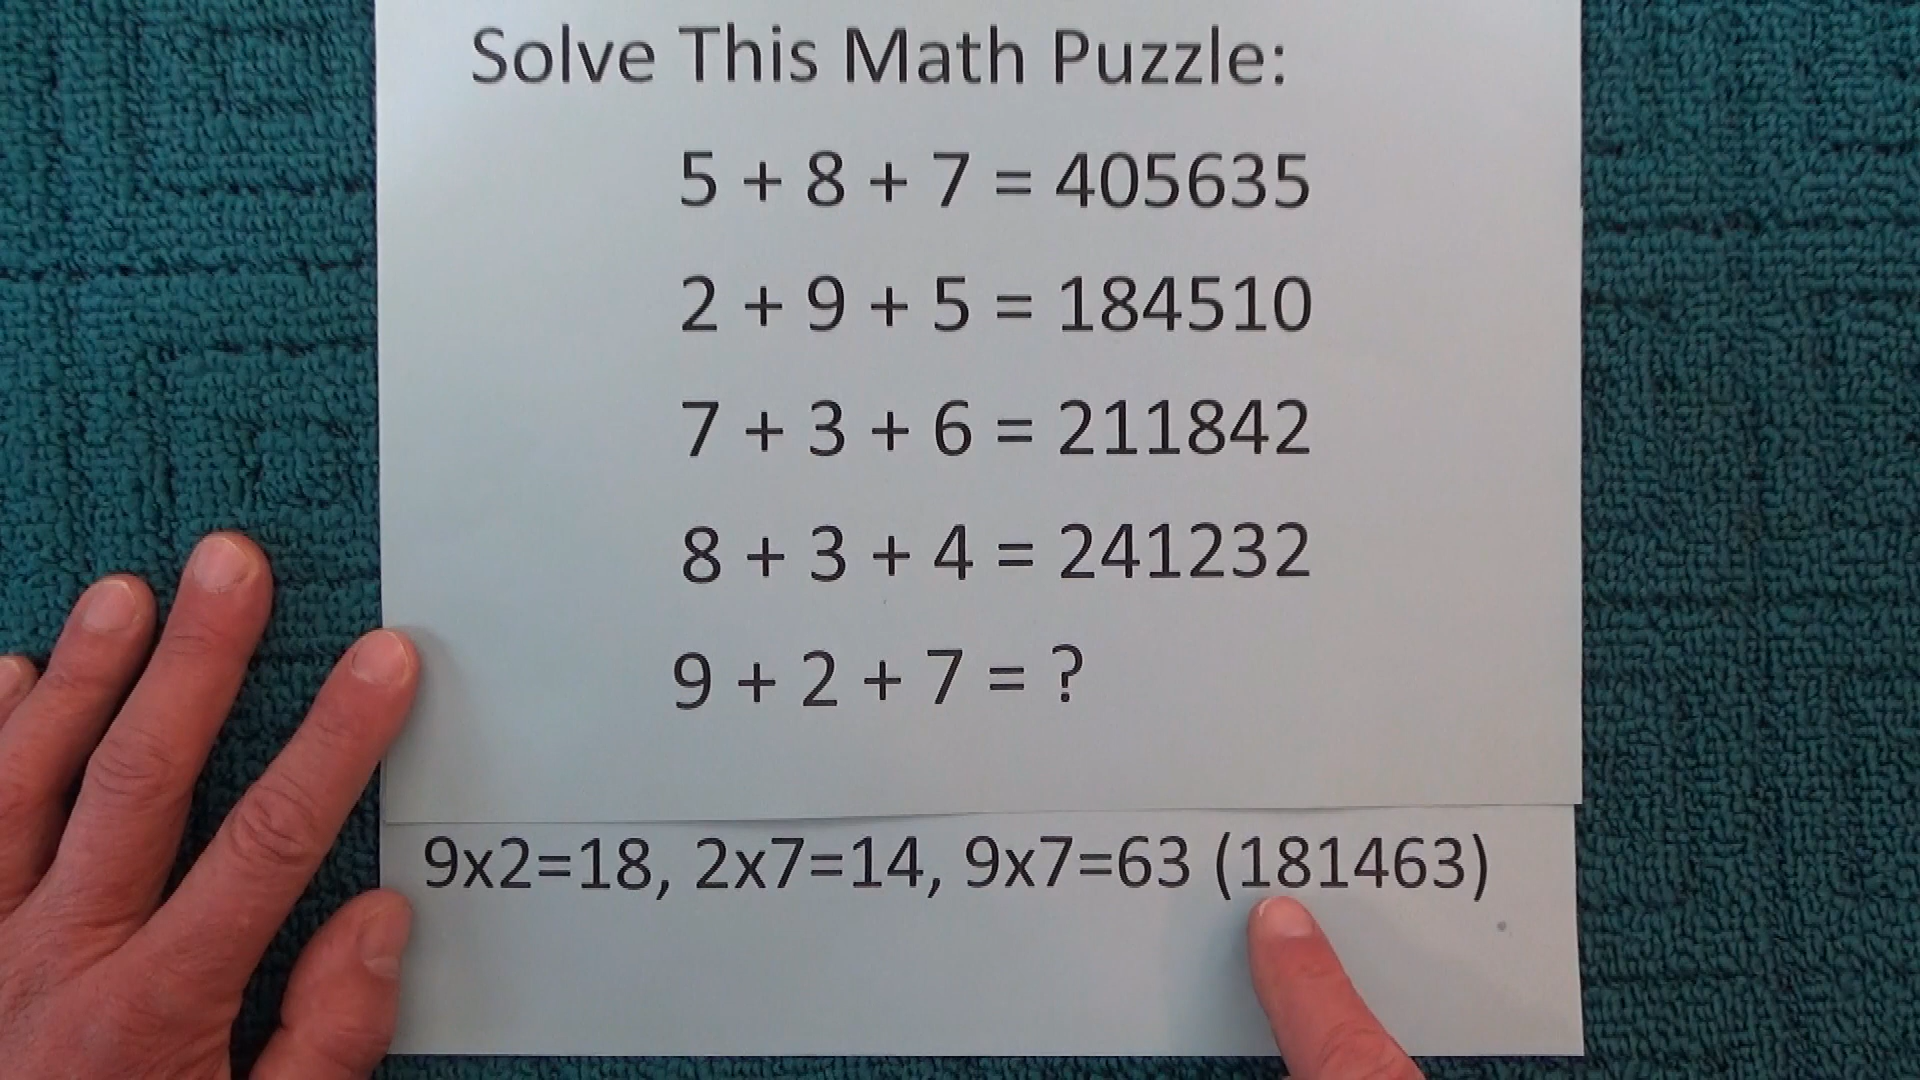 Solve This Math Puzzle:
5 + 8 + 7 = 405635
2 + 9 + 5 = 184510
7 + 3 + 6 = 211842
8 + 3 + 4 = 241232
9 + 2 + 7 = ?
9x2=18, 2x7=14, 9x7=63 (181463)